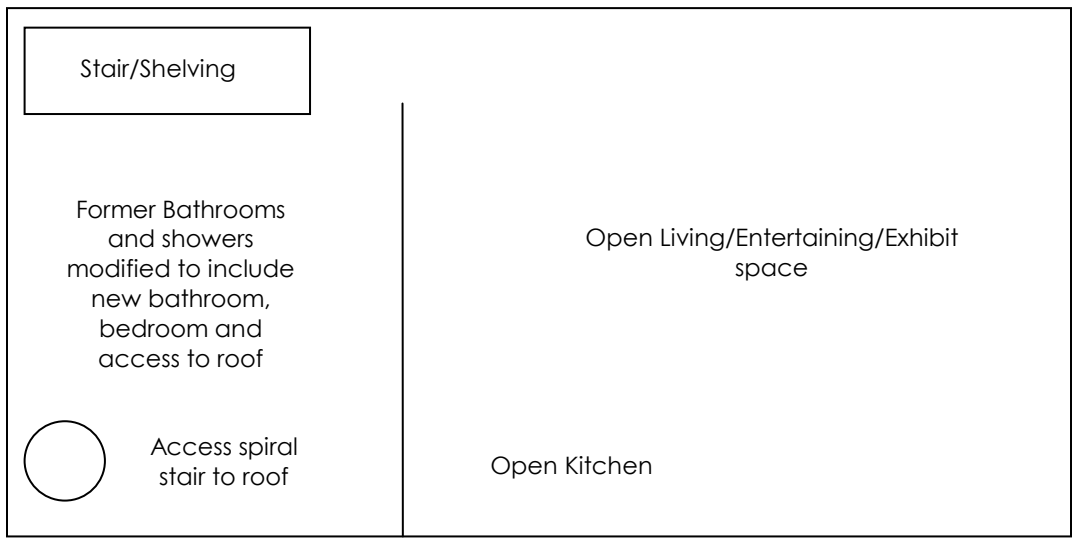 Stair/Shelving
Former Bathrooms
and showers
modified to include
new bathroom,
bedroom and
access to roof
Open Living/Entertaining/Exhibit
space
Access spiral
stair to roof
Open Kitchen